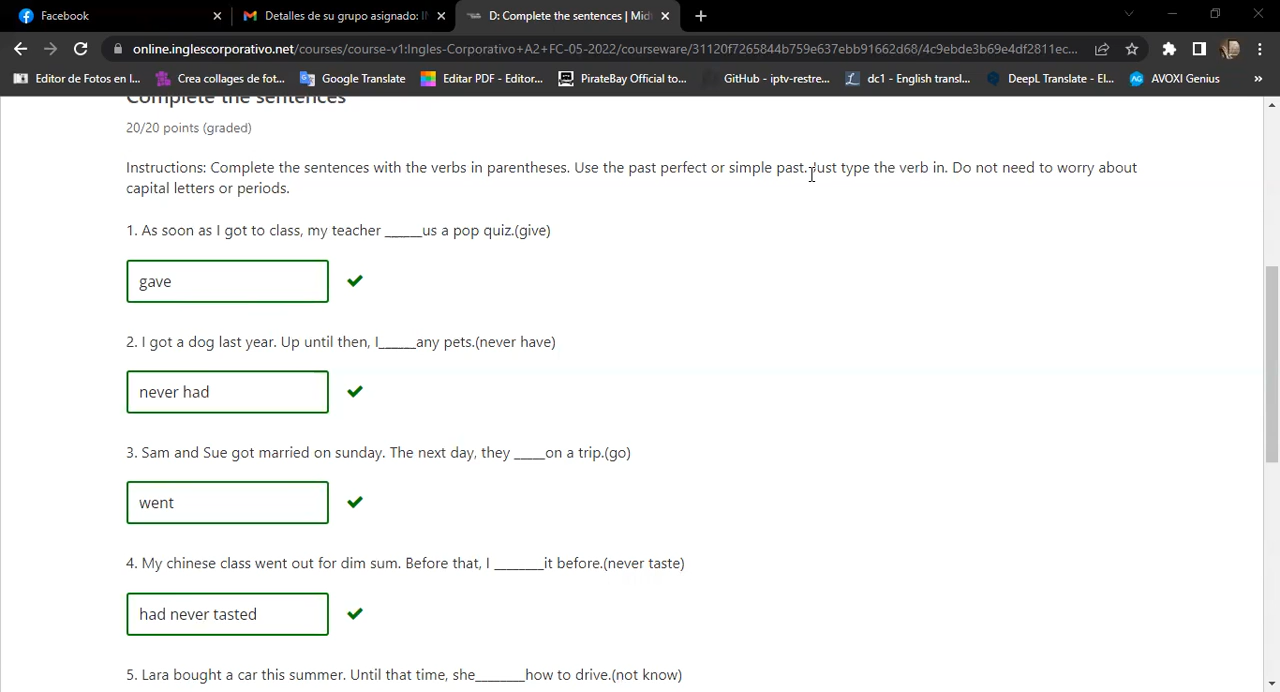 Facebook
Detalles de su grupo asignado:
D: Complete the sentences | Mid
online.inglescorporativo.net/courses/course-v1:Ingles-Corporativo+A2+FC-05-2022/courseware/31120f7265844b759e637ebb91662d68/4c9ebde3b69e4df2811ec...
Editor de Fotos en l...
Crea collages de fot...
Google Translate
Editar PDF - Editor...
PirateBay Official to...
GitHub - iptv-restre...
dc1 - English transl...
DeepL Translate - El...
AVOXI Genius
»
Complete the sentences
20/20 points (graded)
Instructions: Complete the sentences with the verbs in parentheses. Use the past perfect or simple past. Just type the verb in. Do not need to worry about
capital letters or periods.
1. As soon as I got to class, my teacher ______us a pop quiz.(give)
gave
2. I got a dog last year. Up until then, I______any pets.(never have)
never had
3. Sam and Sue got married on sunday. The next day, they _____on a trip.(go)
went
4. My chinese class went out for dim sum. Before that, I ________it before.(never taste)
had never tasted
5. Lara bought a car this summer. Until that time, she________how to drive.(not know)